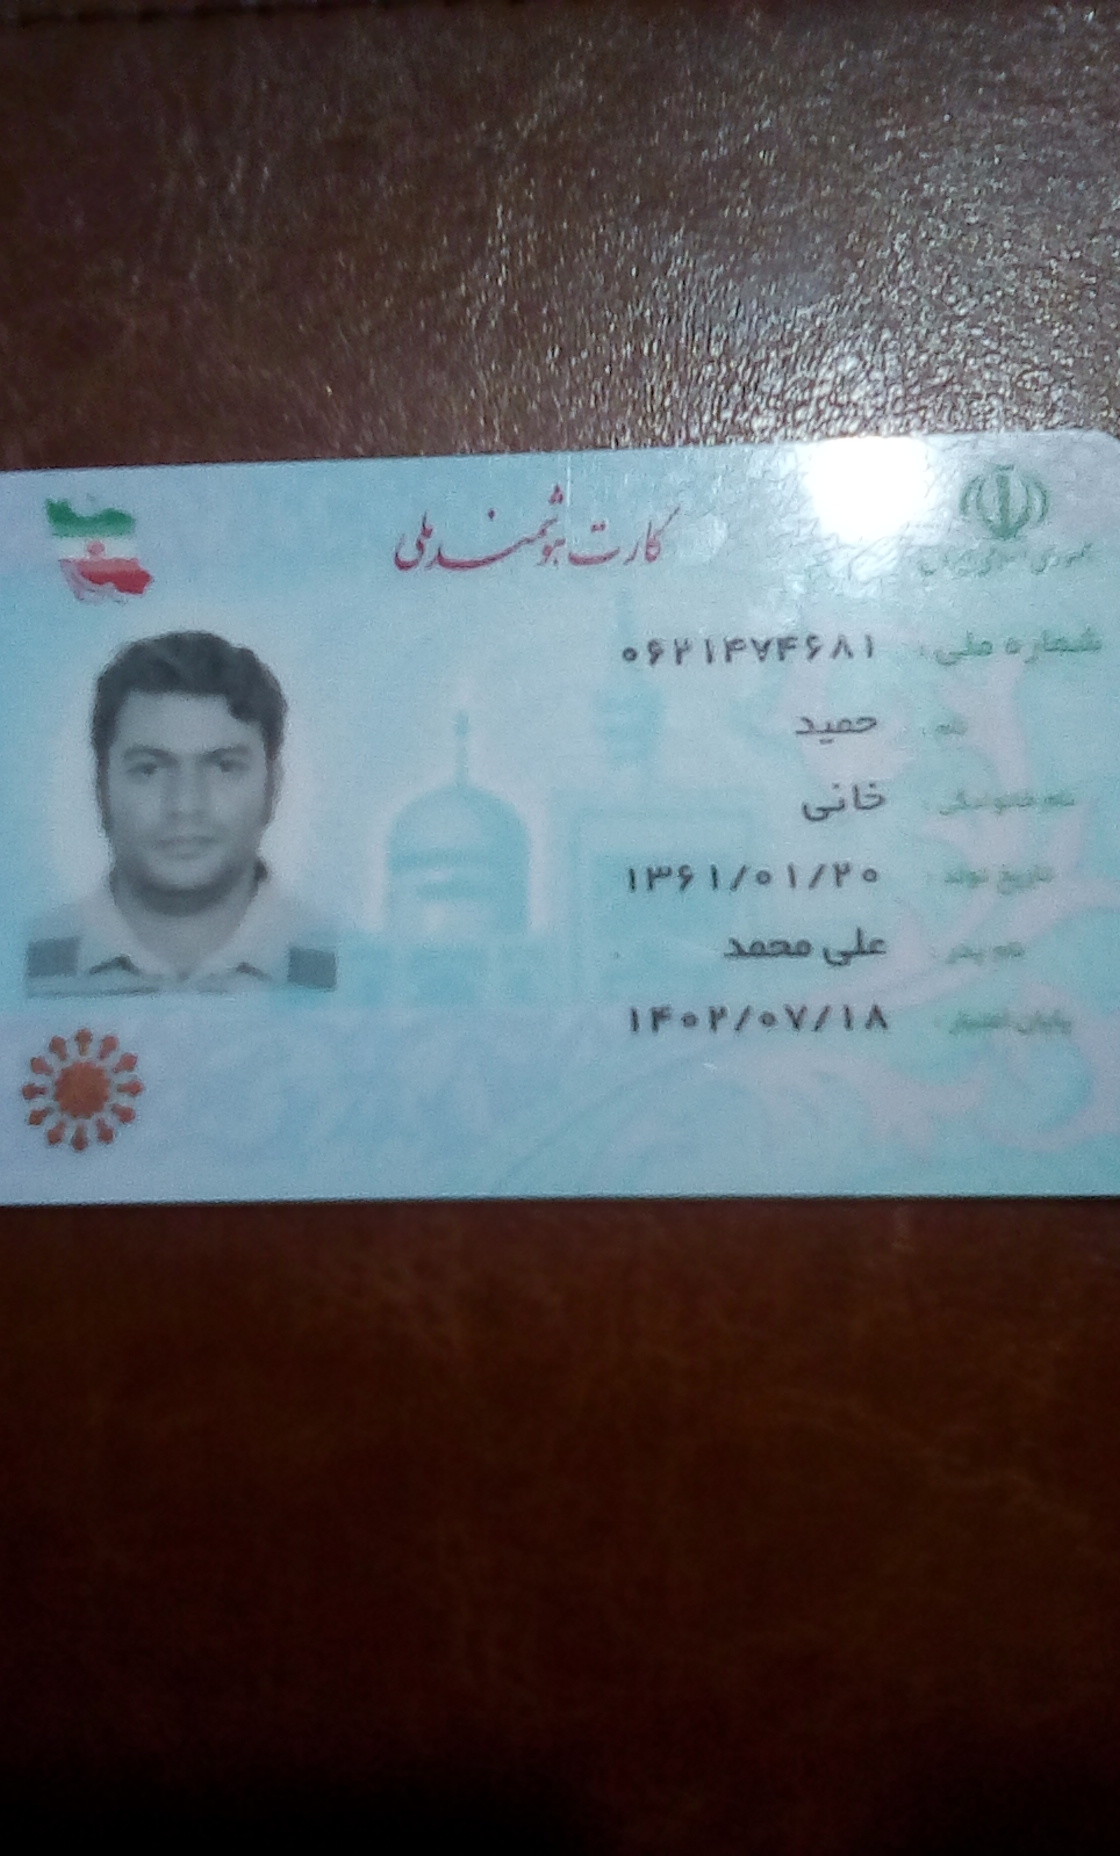 کارت هوشمند ملی
جمهوری اسلامی ایران
شماره ملی: ۰۶۲۱۴۷۴۶۸۱
نام: حمید
نام خانوادگی: خانی
تاریخ تولد: ۱۳۶۱/۰۱/۲۰
نام پدر: علی محمد
پایان اعتبار: ۱۴۰۲/۰۷/۱۸